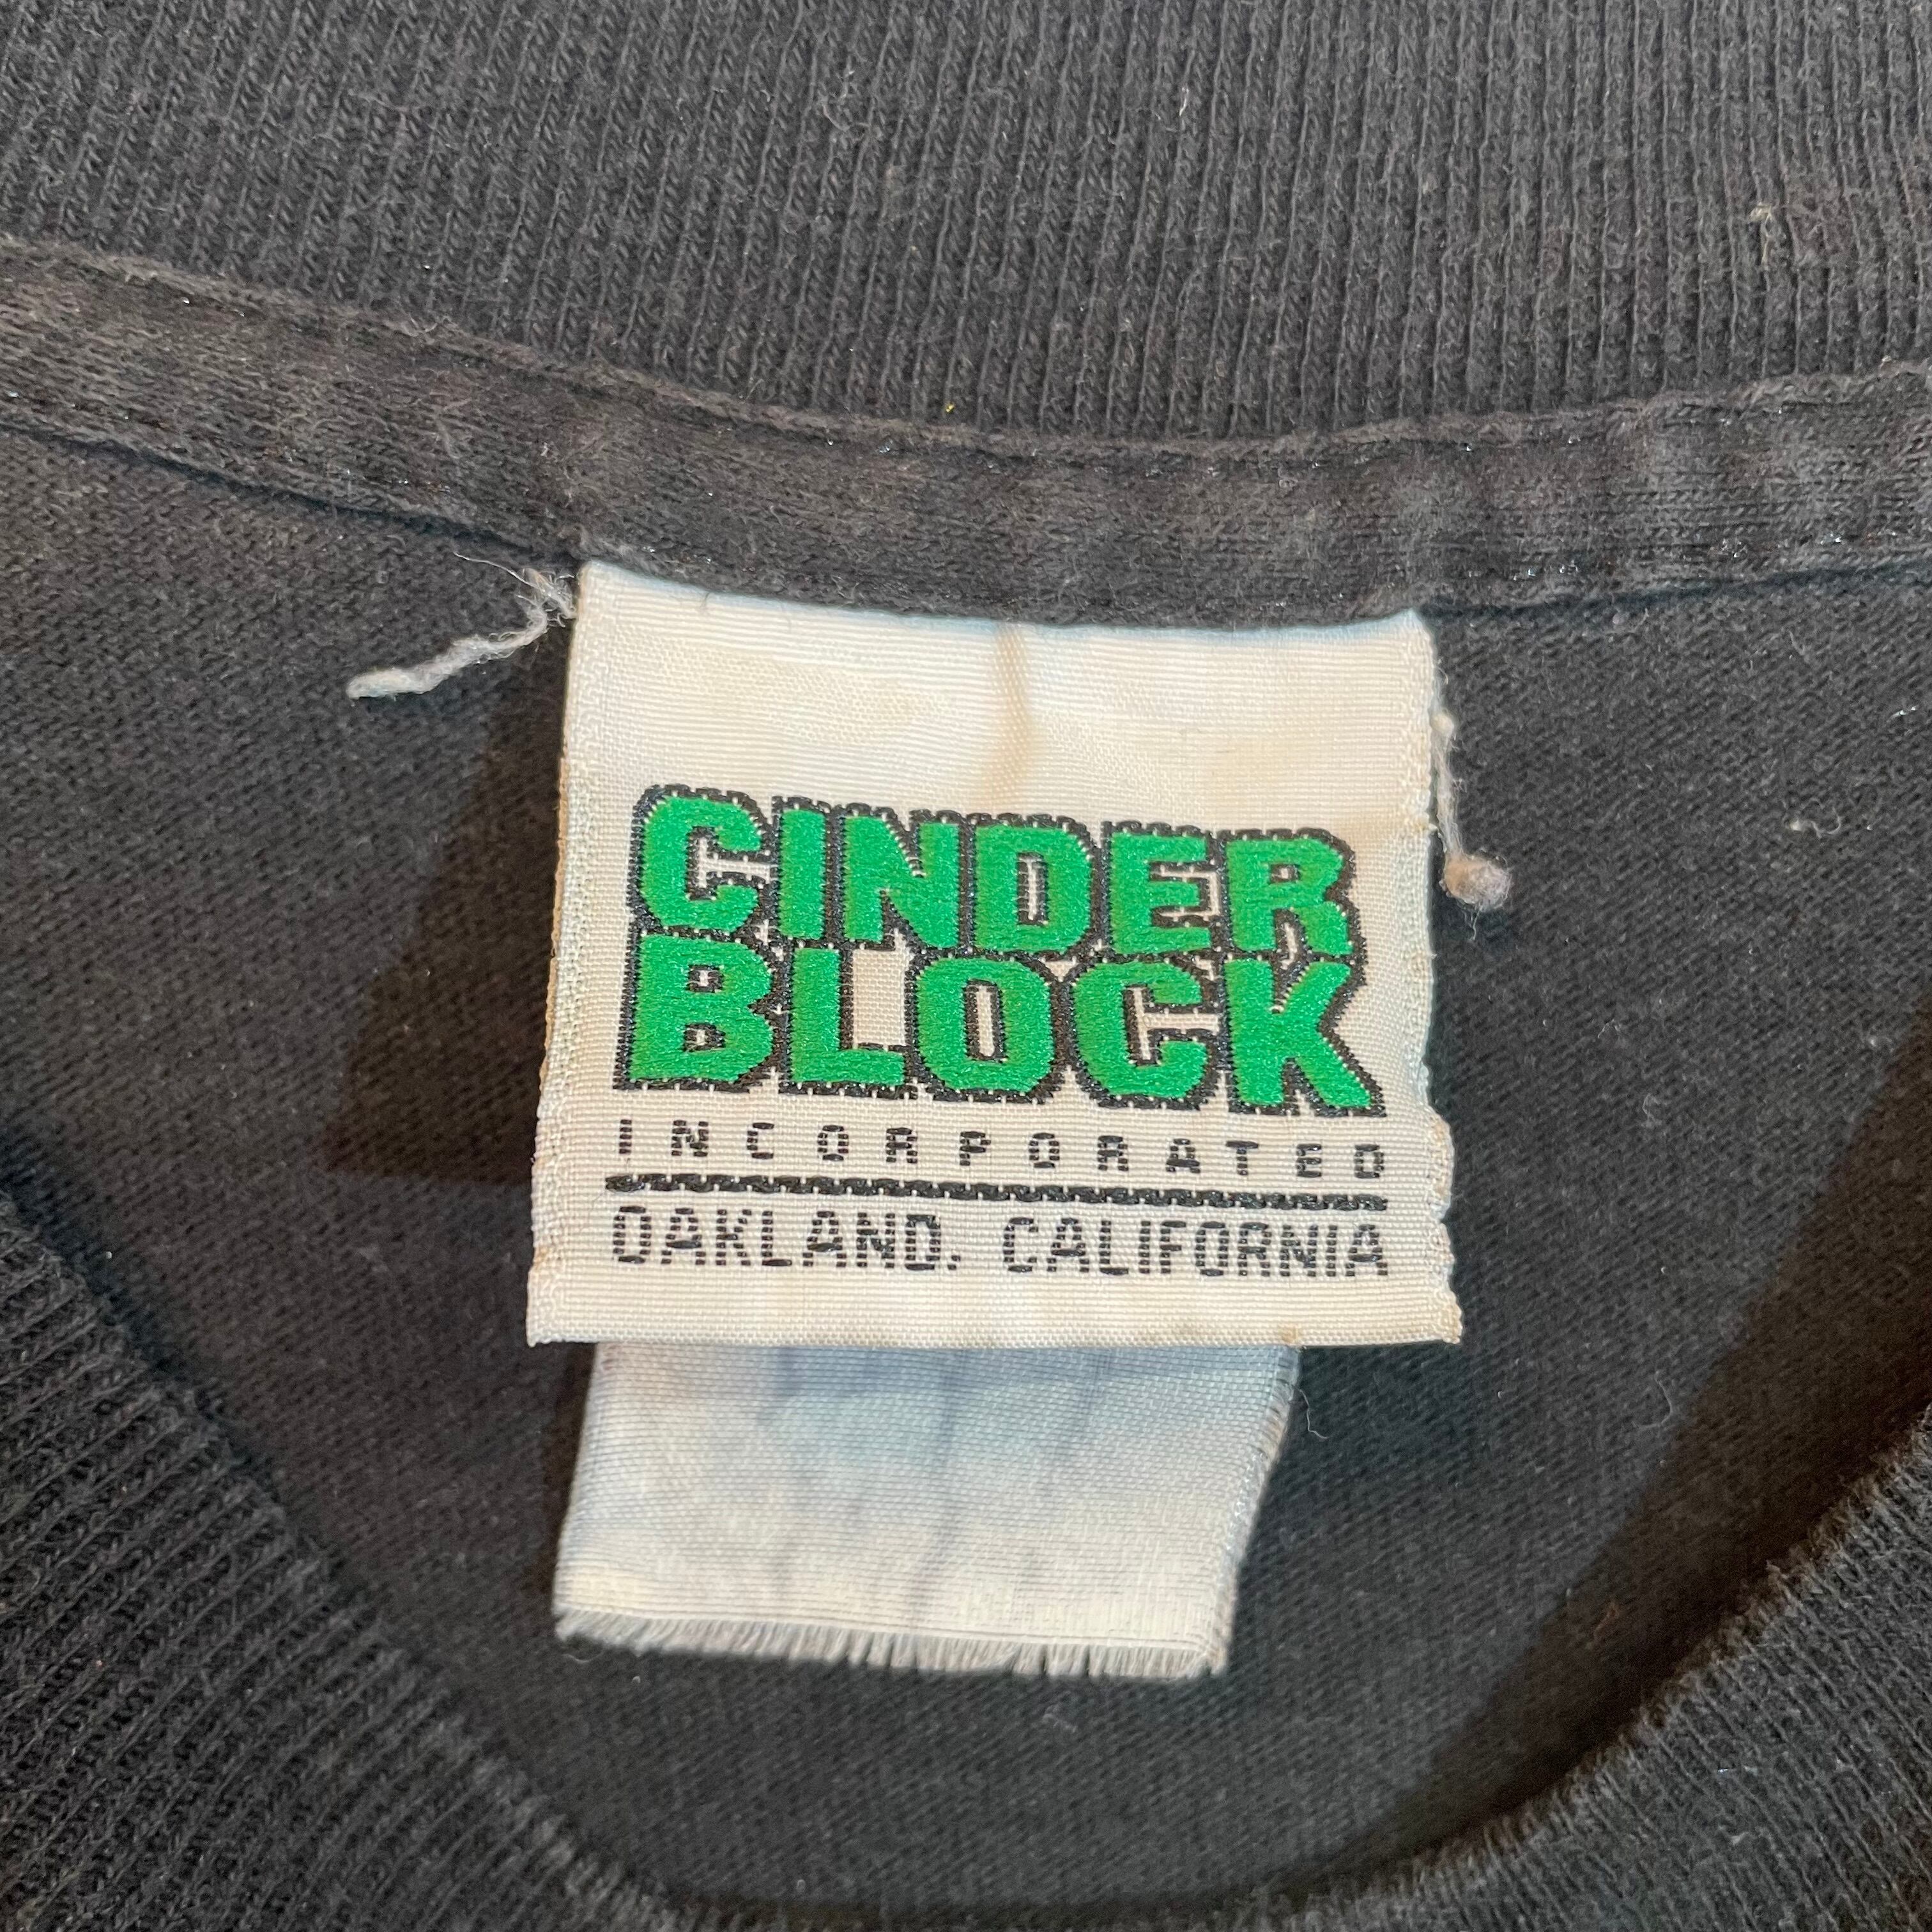 CINDER
BLOCK
INCORPORATED
OAKLAND, CALIFORNIA